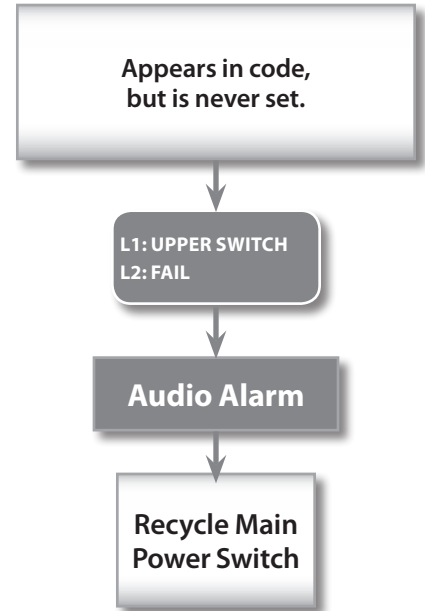 Appears in code,
but is never set.
L1: UPPER SWITCH
L2: FAIL
Audio Alarm
Recycle Main
Power Switch